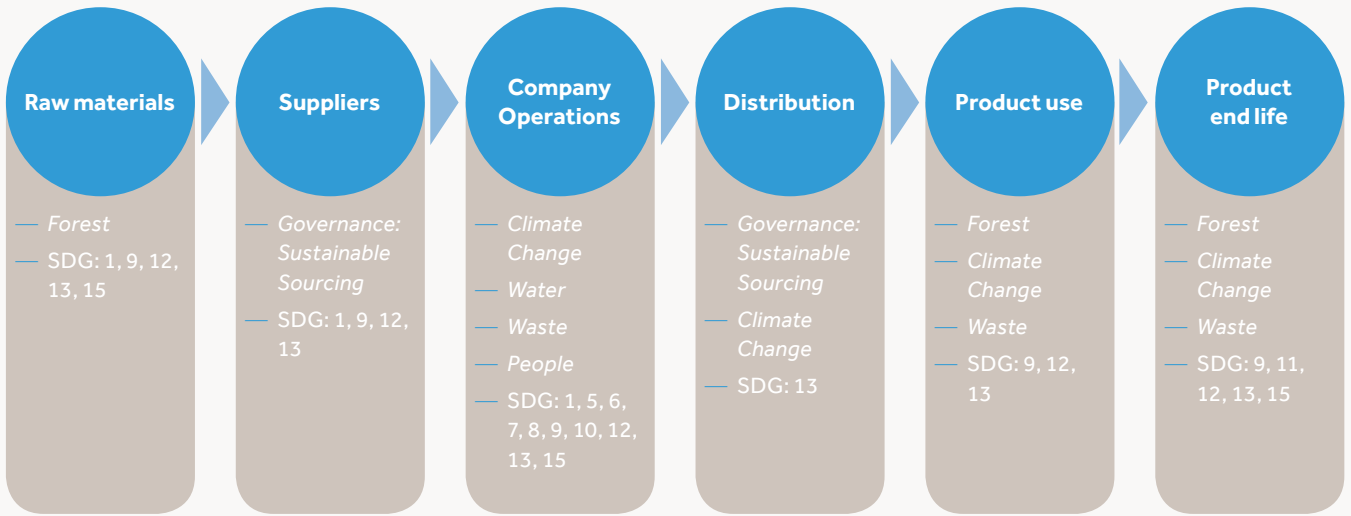 Raw materials
— Forest
— SDG: 1, 9, 12,
13, 15
Suppliers
— Governance:
Sustainable
Sourcing
— SDG: 1, 9, 12,
13
Company
Operations
— Climate
Change
— Water
— Waste
— People
— SDG: 1, 5, 6,
7, 8, 9, 10, 12,
13, 15
Distribution
— Governance:
Sustainable
Sourcing
— Climate
Change
— SDG: 13
Product use
— Forest
— Climate
Change
— Waste
— SDG: 9, 12,
13
Product
end life
— Forest
— Climate
Change
— Waste
— SDG: 9, 11,
12, 13, 15